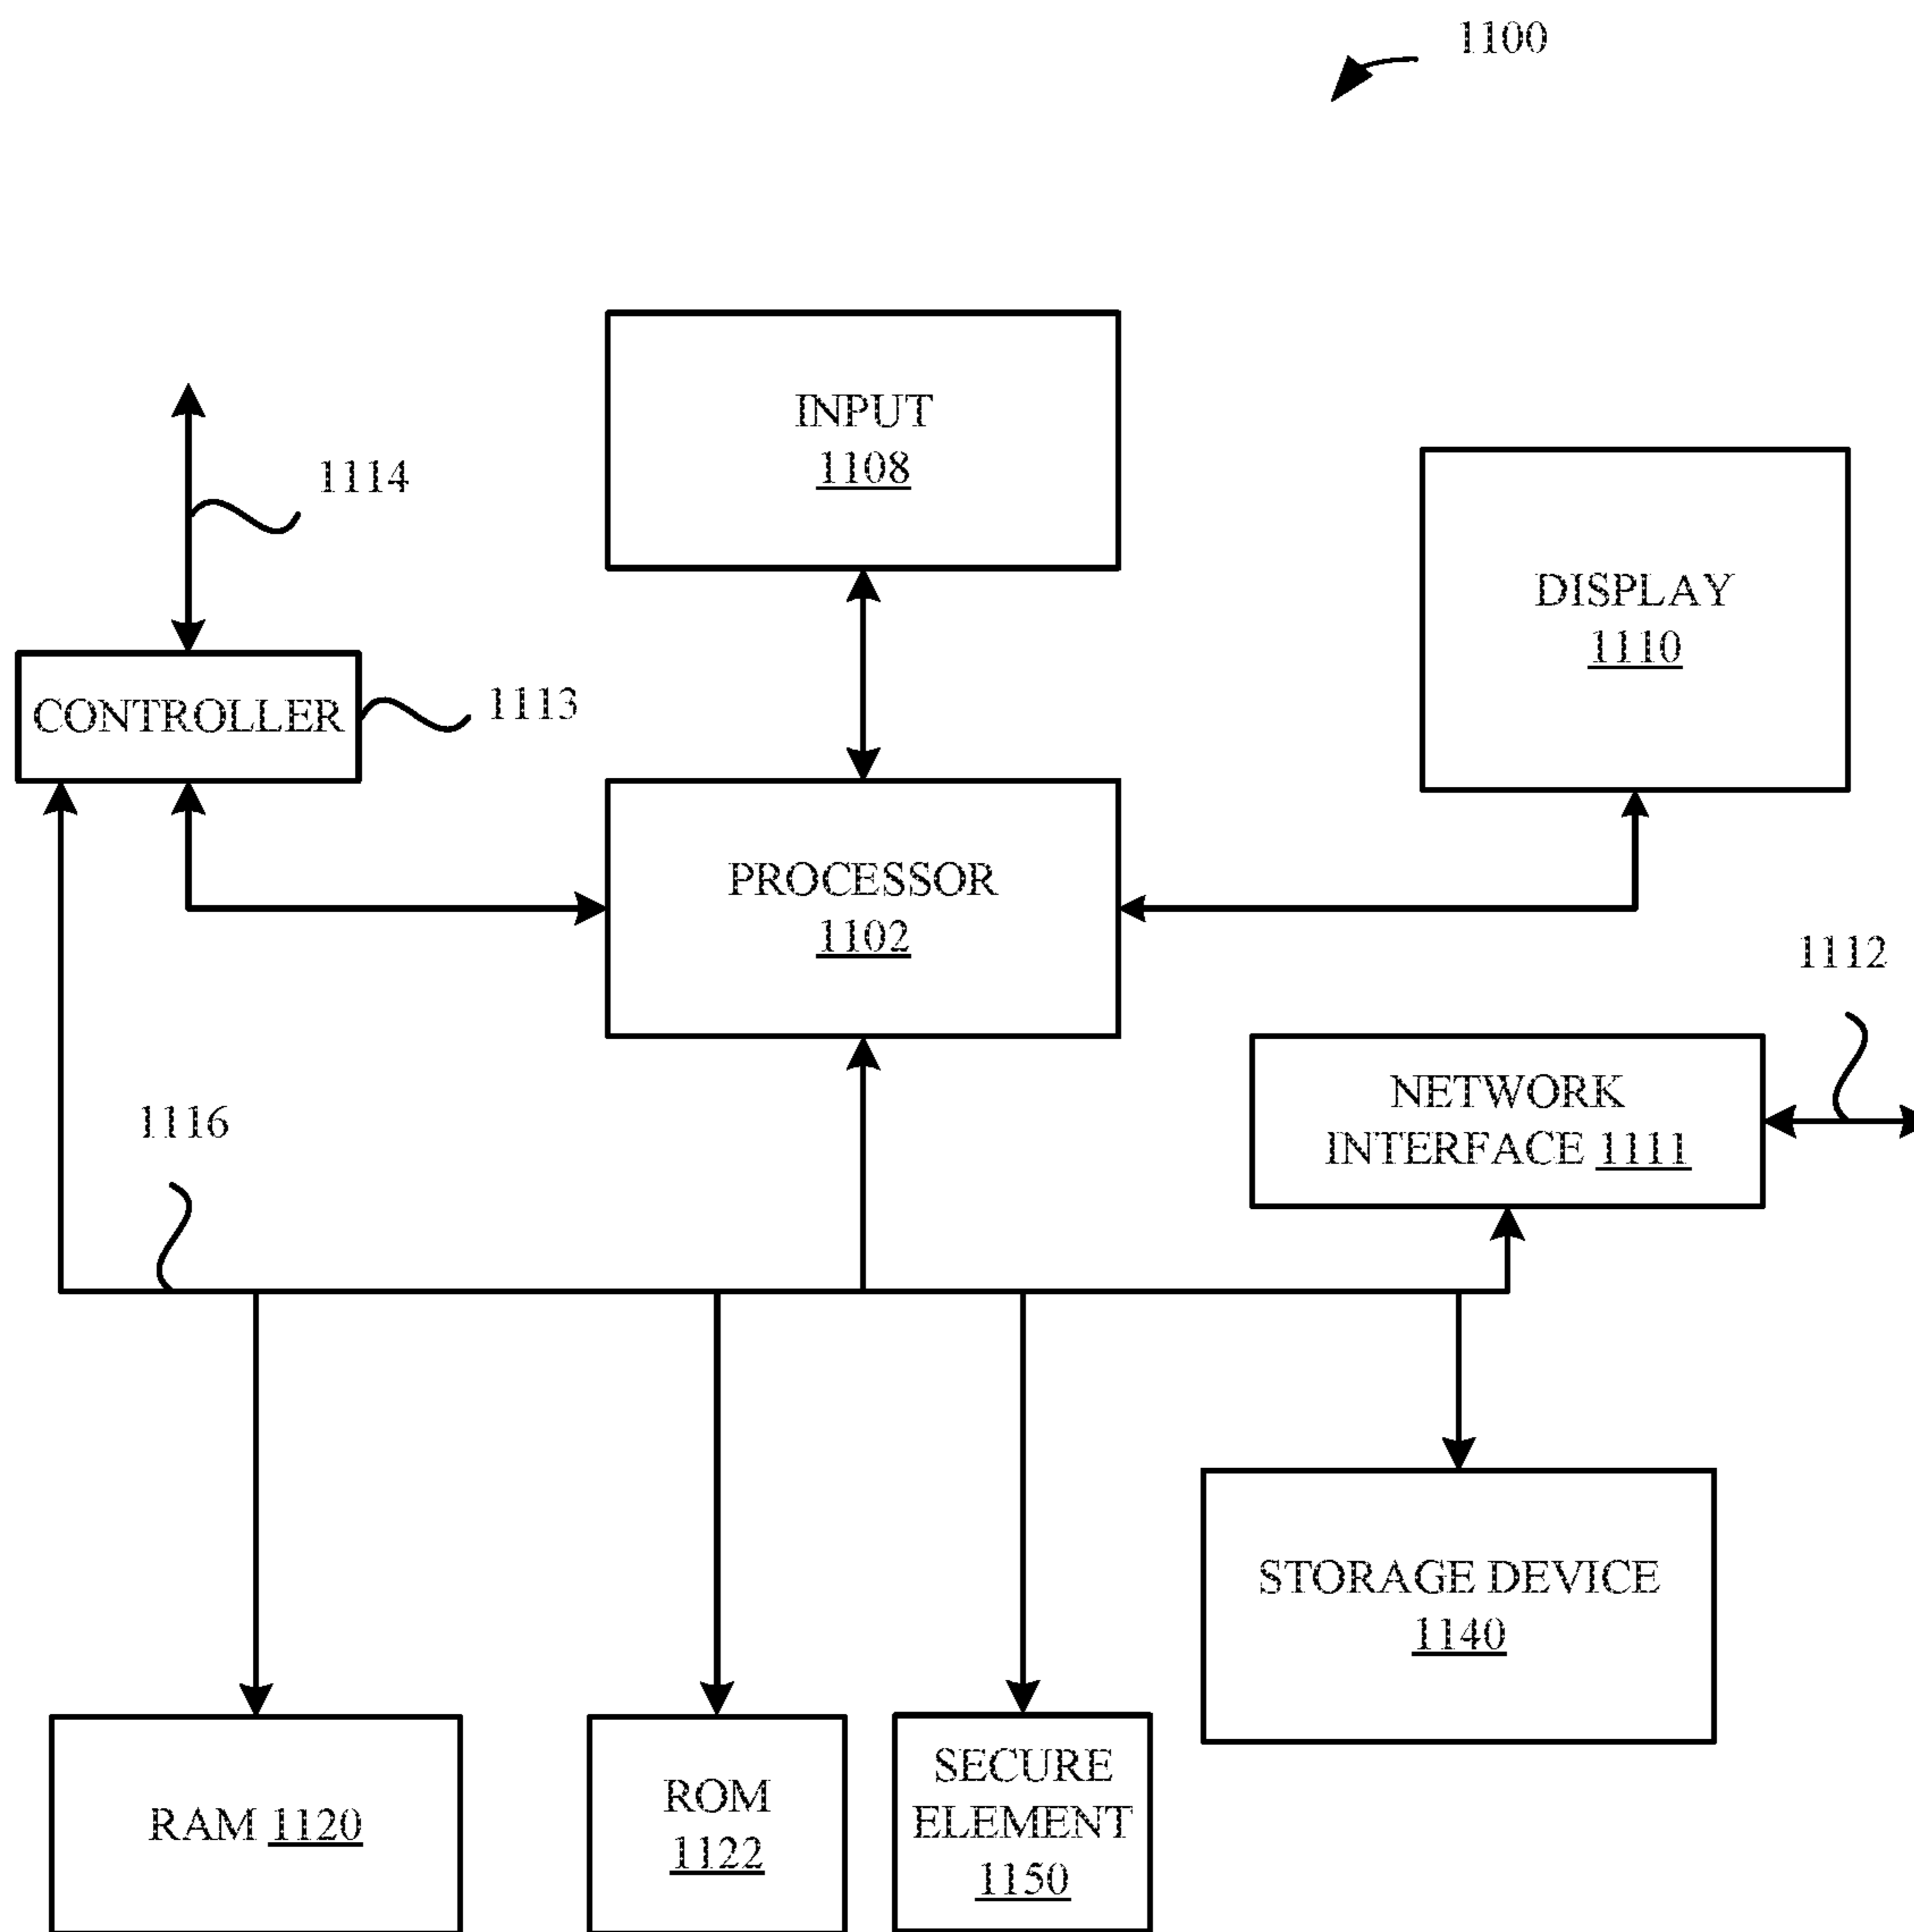 1100
INPUT
1108
1114
DISPLAY
1110
CONTROLLER
1113
PROCESSOR
1102
1112
NETWORK
INTERFACE 1111
1116
STORAGE DEVICE
1140
RAM 1120
ROM
1122
SECURE
ELEMENT
1150